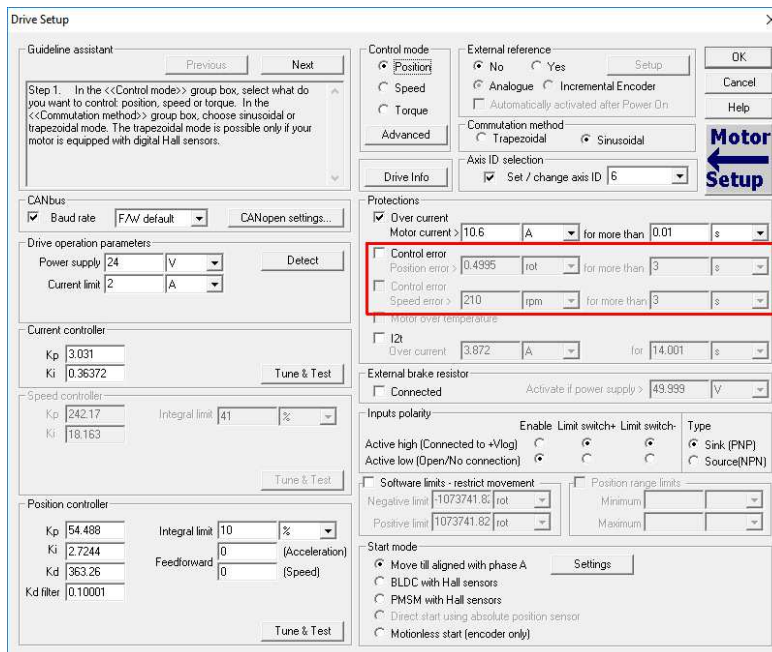 Drive Setup
Guideline assistant
Previous
Next
Step 1. In the <<Control mode>> group box, select what do
you want to control: position, speed or torque. In the
<<Commutation method>> group box, choose sinusoidal or
trapezoidal mode. The trapezoidal mode is possible only if your
motor is equipped with digital Hall sensors.
CANbus
Baud rate F/W default CANopen settings...
Drive operation parameters
Power supply 24 V Detect
Current limit 2 A
Current controller
Kp 3.031
Ki 0.36372 Tune & Test
Speed controller
Kp 242.17 Integral limit 41 %
Ki 18.163
Tune & Test
Position controller
Kp 54.488 Integral limit 10 %
Ki 2.7244 Feedforward 0 (Acceleration)
Kd 363.26 0 (Speed)
Kd filter 0.10001
Tune & Test
Control mode
Position
Speed
Torque
Advanced
Drive Info
External reference
No Yes Setup
Analogue Incremental Encoder
Automatically activated after Power On
Commutation method
Trapezoidal Sinusoidal
Axis ID selection
Set / change axis ID 6
OK
Cancel
Help
Motor
Setup
Protections
Over current
Motor current > 10.6 A for more than 0.01 s
Control error
Position error > 0.4995 rot for more than 3 s
Control error
Speed error > 210 rpm for more than 3 s
Motor over temperature
I2t
Over current 3.872 A for 14.001 s
External brake resistor
Connected Activate if power supply > 49.999 V
Inputs polarity
Enable Limit switch+ Limit switch- Type
Active high (Connected to +Vlog) Sink (PNP)
Active low (Open/No connection) Source(NPN)
Software limits - restrict movement
Negative limit -1073741.82 rot
Positive limit 1073741.82 rot
Position range limits
Minimum
Maximum
Start mode
Move till aligned with phase A Settings
BLDC with Hall sensors
PMSM with Hall sensors
Direct start using absolute position sensor
Motionless start (encoder only)